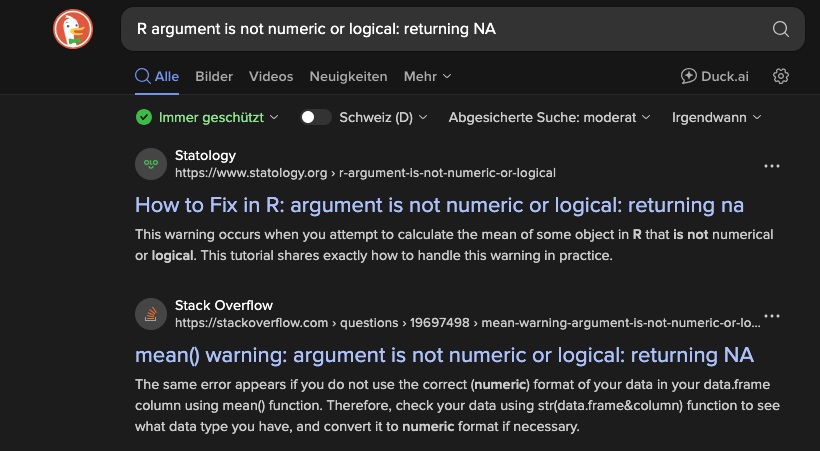 R argument is not numeric or logical: returning NA
Alle Bilder Videos Neuigkeiten Mehr Duck.ai
Immer geschützt Schweiz (D) Abgesicherte Suche: moderat Irgendwann
Statology
https://www.statology.org › r-argument-is-not-numeric-or-logical
How to Fix in R: argument is not numeric or logical: returning na
This warning occurs when you attempt to calculate the mean of some object in R that is not numerical
or logical. This tutorial shares exactly how to handle this warning in practice.
Stack Overflow
https://stackoverflow.com › questions › 19697498 › mean-warning-argument-is-not-numeric-or-lo...
mean() warning: argument is not numeric or logical: returning NA
The same error appears if you do not use the correct (numeric) format of your data in your data.frame
column using mean() function. Therefore, check your data using str(data.frame&column) function to see
what data type you have, and convert it to numeric format if necessary.